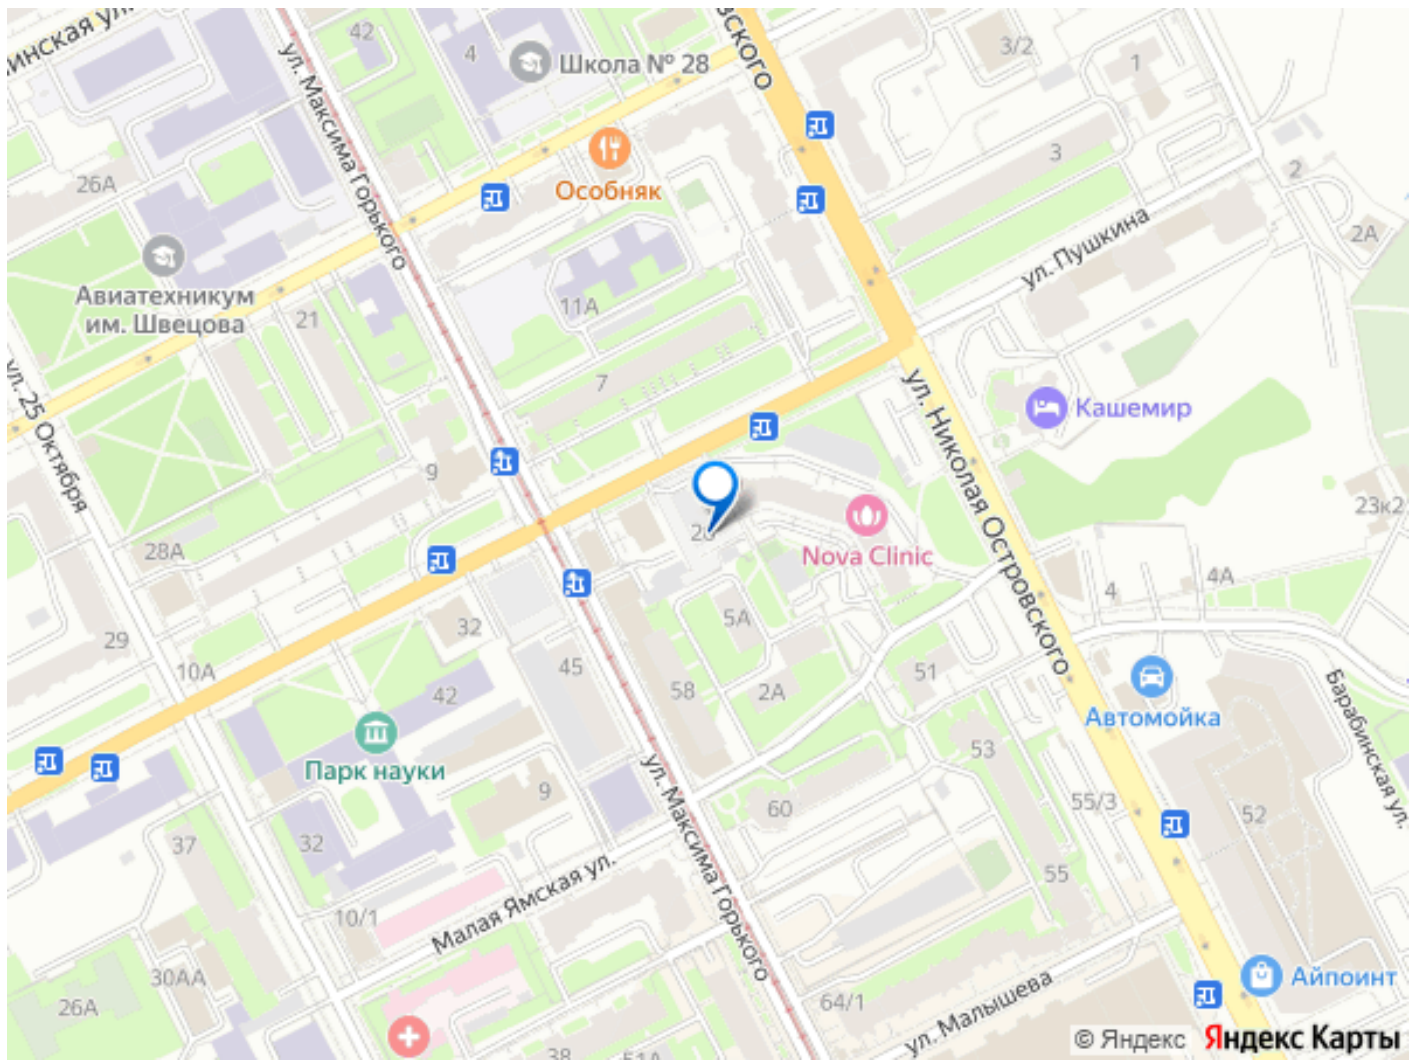 инская ул.
42
4
Школа № 28
вского
3/2
1
ул. Максима Горького
26А
Особняк
3
2
2А
ул. Пушкина
Авиатехникум
им. Швецова
21
11А
7
ул. 25 Октября
9
ул. Николая Островского
Кашемир
28А
Nova Clinic
23к2
29
10А
32
5А
4
4А
45
42
58
2А
51
Автомойка
Барабинская ул.
Парк науки
9
ул. Максима Горького
53
60
55/3
52
37
32
55
10/1
Малая Ямская ул.
30АА
26А
64/1
ул. Малышева
Айпоинт
38
51А
© Яндекс Яндекс Карты